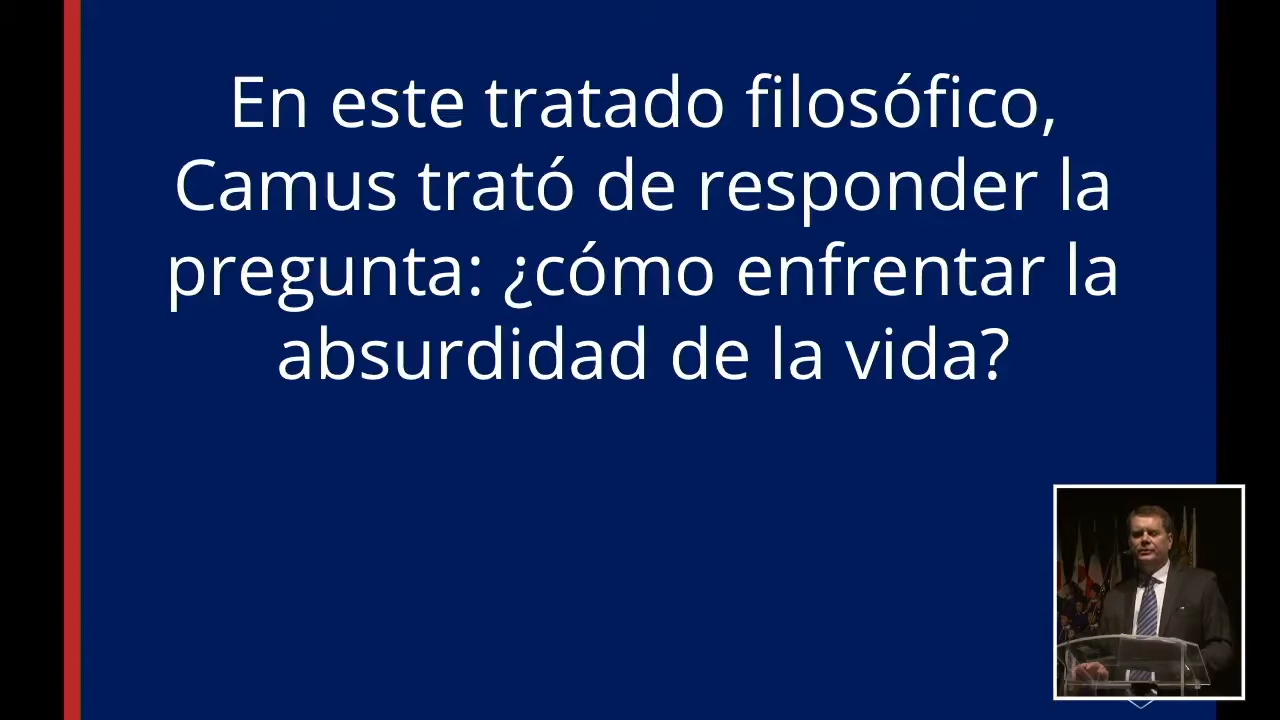 En este tratado filosófico,
Camus trató de responder la
pregunta: ¿cómo enfrentar la
absurdidad de la vida?